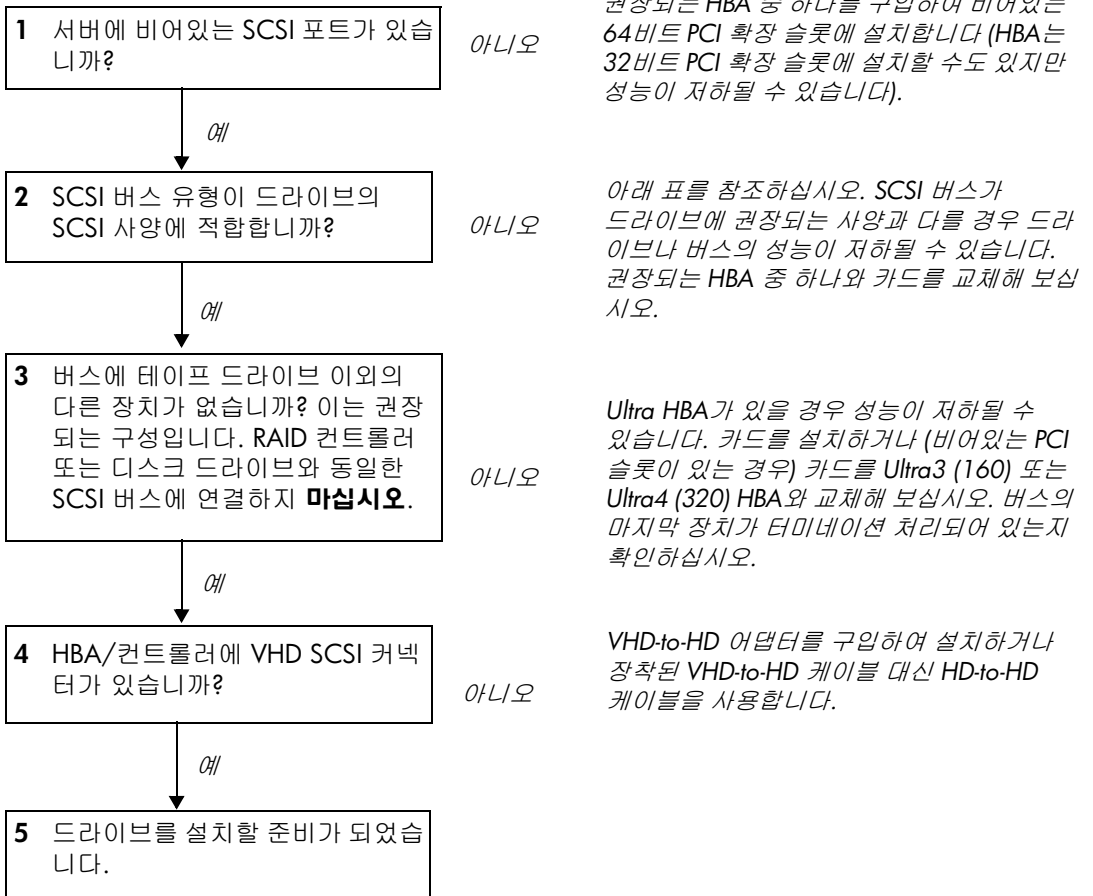 권장되는 HBA 중 하나를 구입하여 비어있는
1 서버에 비어있는 SCSI 포트가 있습
니까?
아니오
64비트 PCI 확장 슬롯에 설치합니다 (HBA는
32비트 PCI 확장 슬롯에 설치할 수도 있지만
성능이 저하될 수 있습니다).
예
2 SCSI 버스 유형이 드라이브의
SCSI 사양에 적합합니까?
아니오
아래 표를 참조하십시오. SCSI 버스가
드라이브에 권장되는 사양과 다를 경우 드라
이브나 버스의 성능이 저하될 수 있습니다.
권장되는 HBA 중 하나와 카드를 교체해 보십
시오.
예
3 버스에 테이프 드라이브 이외의
다른 장치가 없습니까? 이는 권장
되는 구성입니다. RAID 컨트롤러
또는 디스크 드라이브와 동일한
SCSI 버스에 연결하지 마십시오.
아니오
Ultra HBA가 있을 경우 성능이 저하될 수
있습니다. 카드를 설치하거나 (비어있는 PCI
슬롯이 있는 경우) 카드를 Ultra3 (160) 또는
Ultra4 (320) HBA와 교체해 보십시오. 버스의
마지막 장치가 터미네이션 처리되어 있는지
확인하십시오.
예
4 HBA/컨트롤러에 VHD SCSI 커넥
터가 있습니까?
아니오
VHD-to-HD 어댑터를 구입하여 설치하거나
장착된 VHD-to-HD 케이블 대신 HD-to-HD
케이블을 사용합니다.
예
5 드라이브를 설치할 준비가 되었습
니다.